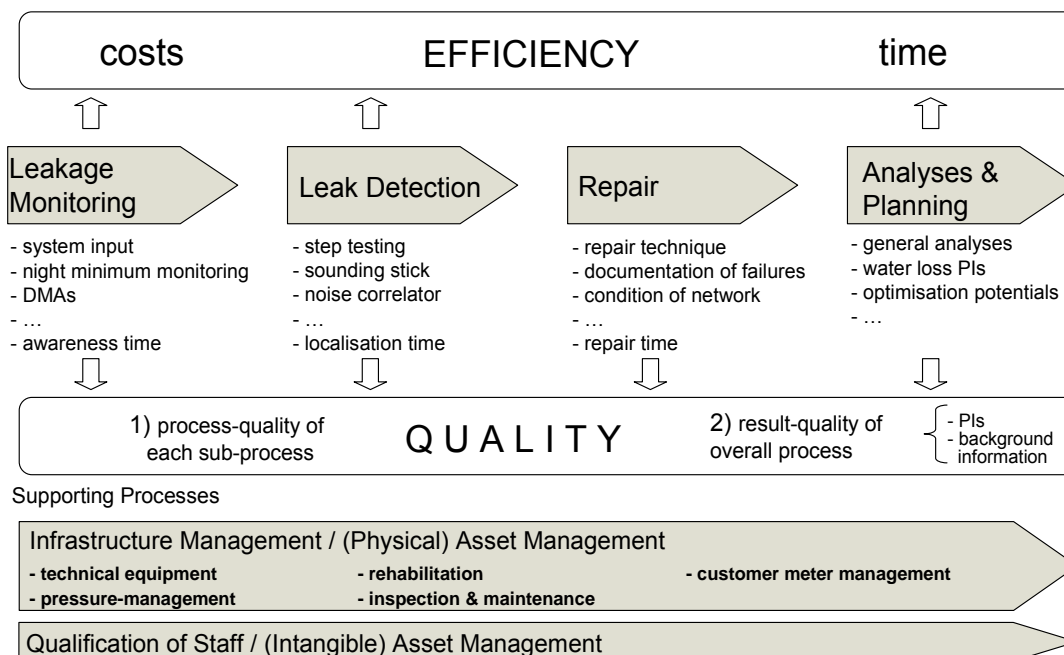 costs EFFICIENCY time
Leakage
Monitoring
- system input
- night minimum monitoring
- DMAs
- ...
- awareness time
Leak Detection
- step testing
- sounding stick
- noise correlator
- ...
- localisation time
Repair
- repair technique
- documentation of failures
- condition of network
- ...
- repair time
Analyses &
Planning
- general analyses
- water loss PIs
- optimisation potentials
- ...
1) process-quality of
each sub-process
QUALITY
2) result-quality of
overall process
- PIs
- background
information
Supporting Processes
Infrastructure Management / (Physical) Asset Management
- technical equipment - rehabilitation - customer meter management
- pressure-management - inspection & maintenance
Qualification of Staff / (Intangible) Asset Management